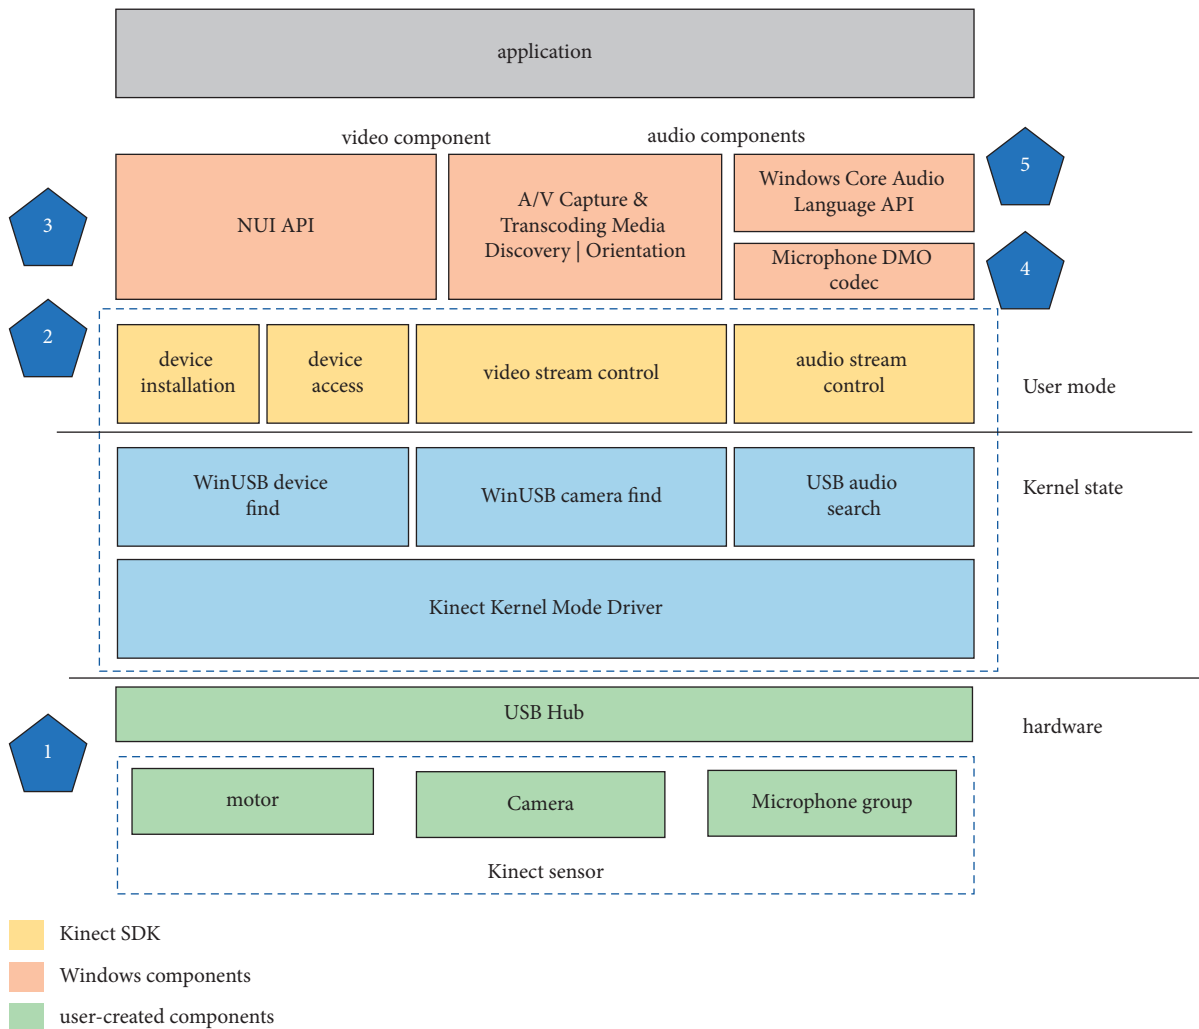 application
video component
audio components
5
3
NUI API
A/V Capture &
Transcoding Media
Discovery | Orientation
Windows Core Audio
Language API
Microphone DMO
codec
4
2
device
installation
device
access
video stream control
audio stream
control
User mode
WinUSB device
find
WinUSB camera find
USB audio
search
Kernel state
Kinect Kernel Mode Driver
1
USB Hub
hardware
motor
Camera
Microphone group
Kinect sensor
Kinect SDK
Windows components
user-created components